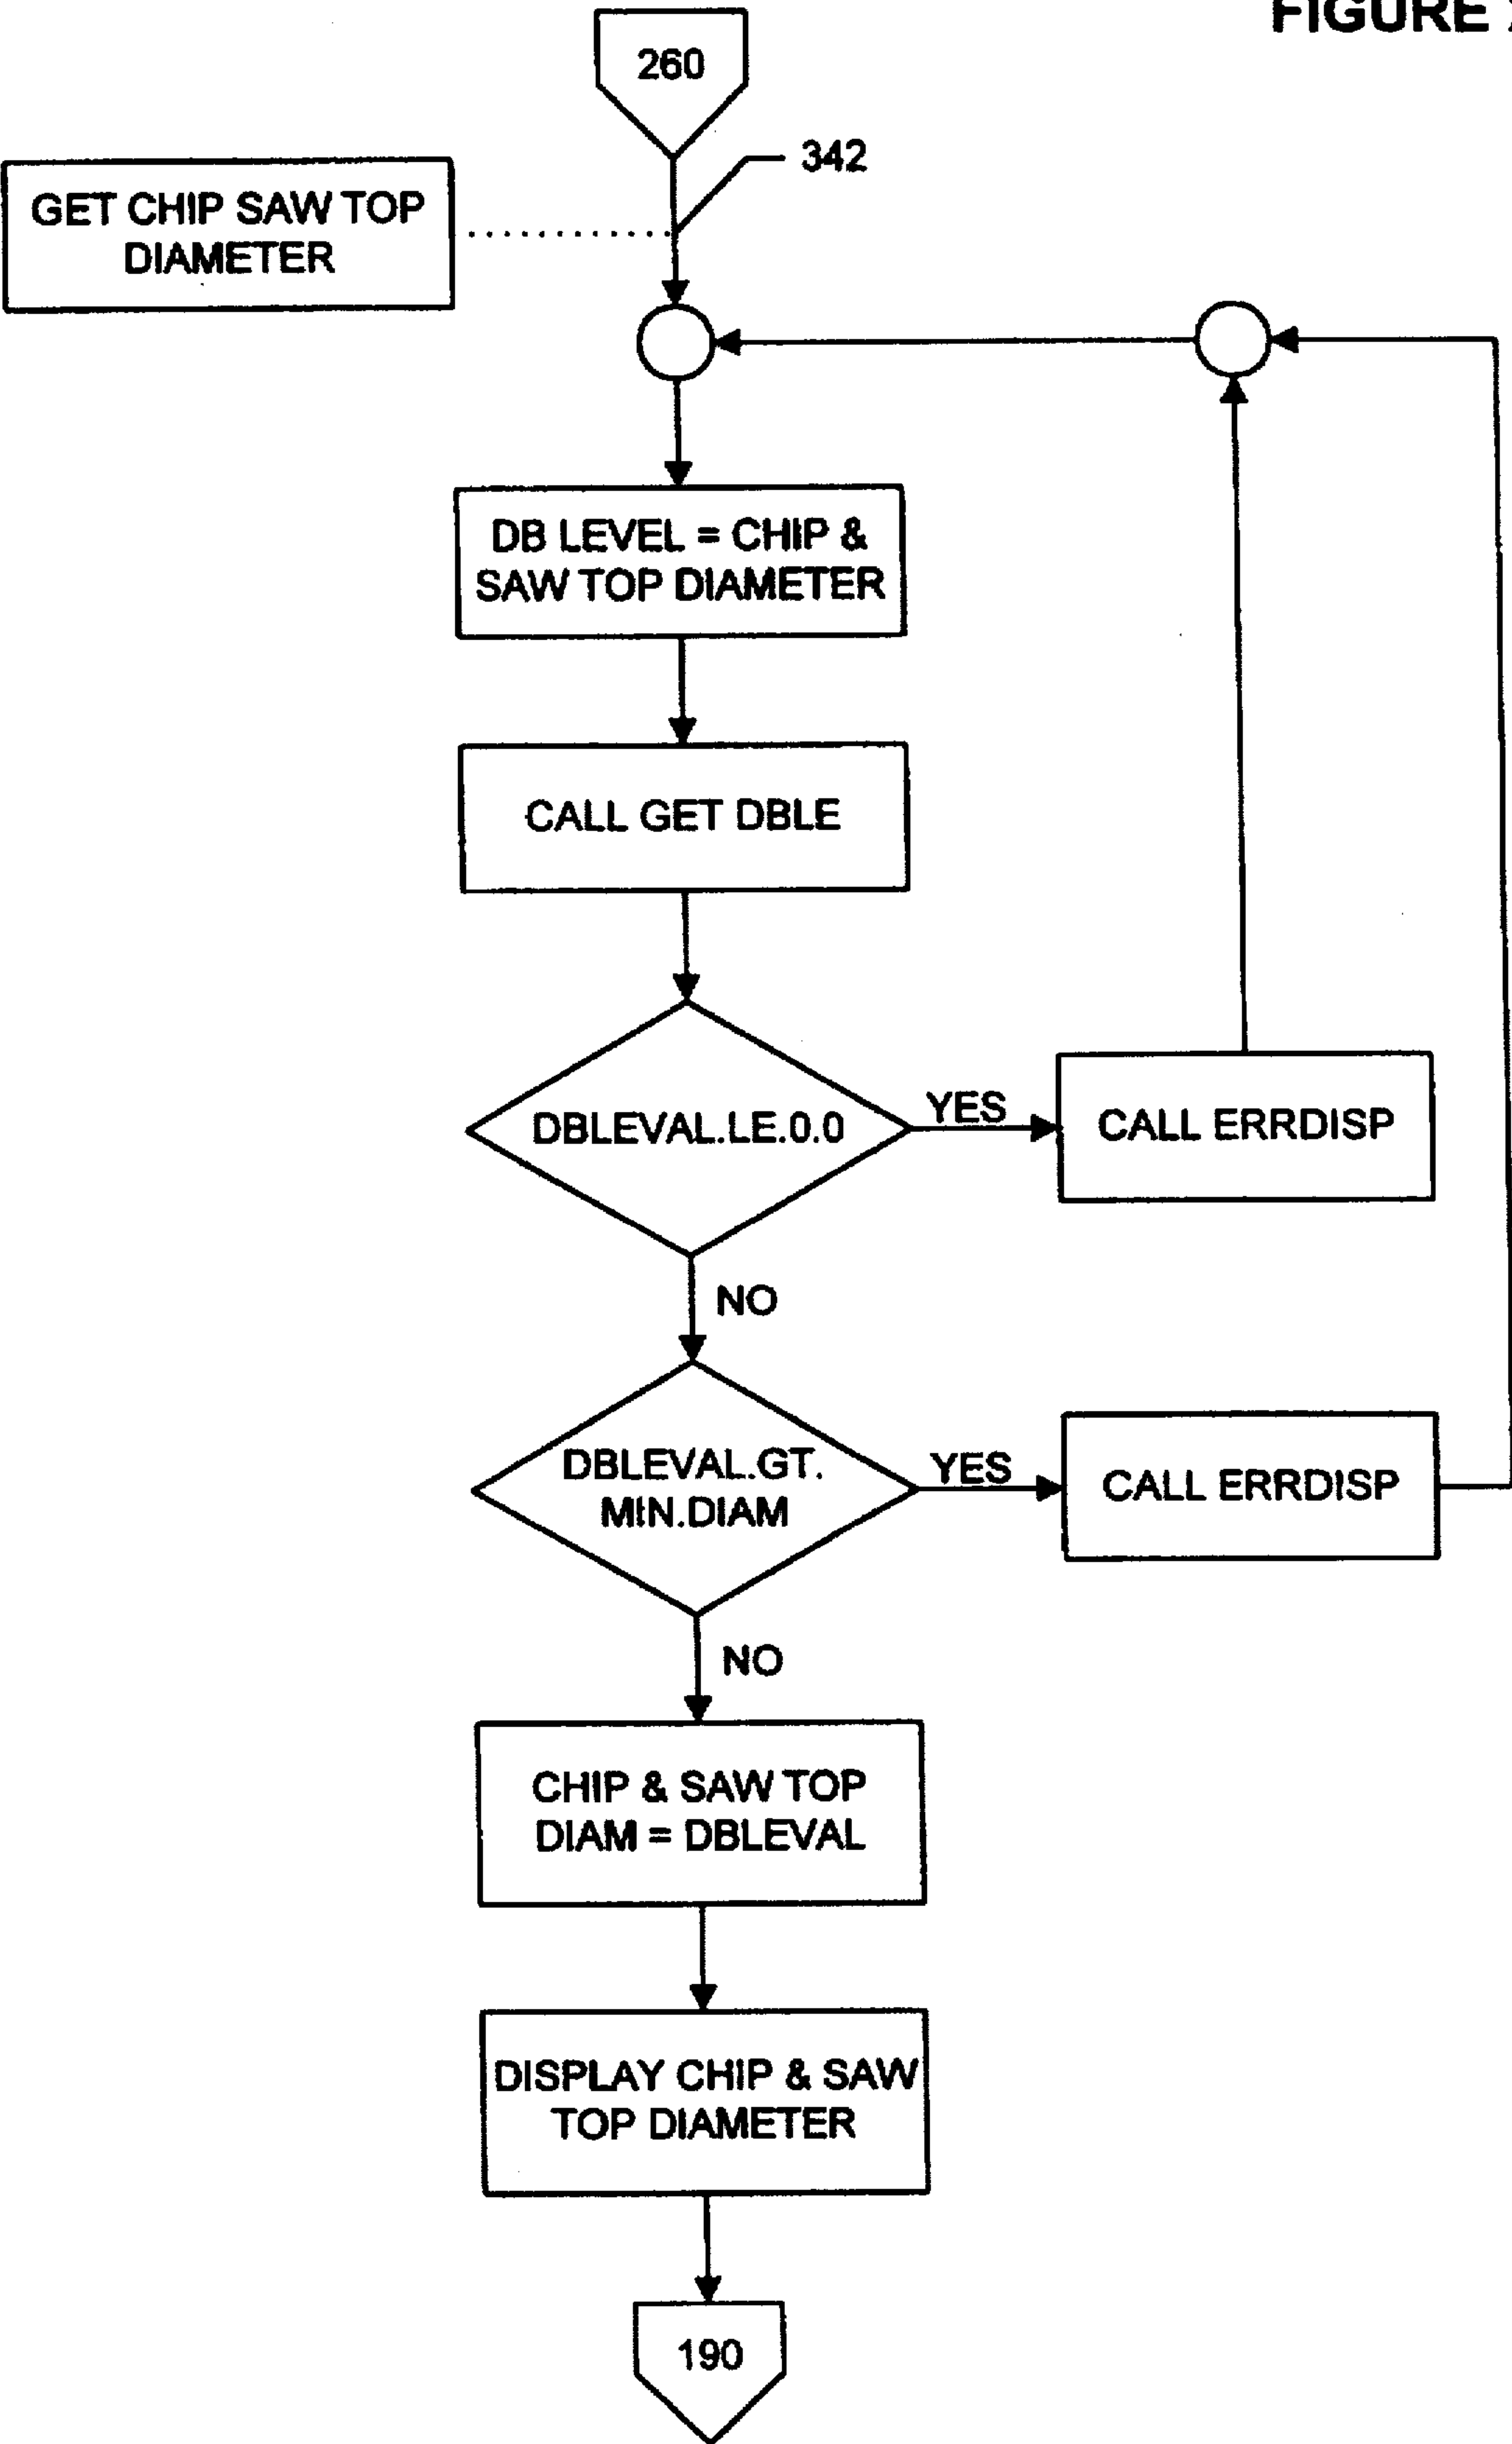 FIGURE
260
342
GET CHIP SAW TOP
DIAMETER
DB LEVEL = CHIP &
SAW TOP DIAMETER
CALL GET DBLE
DBLEVAL.LE.0.0
YES
CALL ERRDISP
NO
DBLEVAL.GT.
MIN.DIAM
YES
CALL ERRDISP
NO
CHIP & SAW TOP
DIAM = DBLEVAL
DISPLAY CHIP & SAW
TOP DIAMETER
190